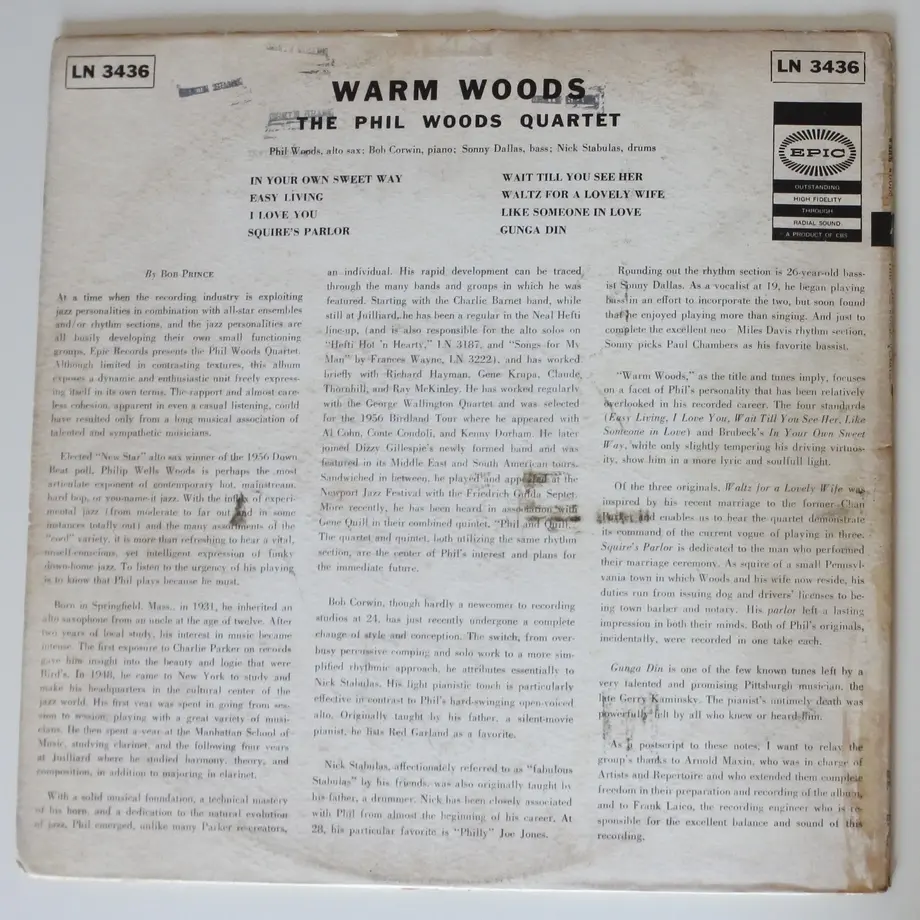 LN 3436
LN 3436
WARM WOODS
THE PHIL WOODS QUARTET
Phil Woods, alto sax; Bob Corwin, piano; Sonny Dallas, bass; Nick Stabulas, drums
IN YOUR OWN SWEET WAY
EASY LIVING
I LOVE YOU
SQUIRE'S PARLOR
WAIT TILL YOU SEE HER
WALTZ FOR A LOVELY WIFE
LIKE SOMEONE IN LOVE
GUNGA DIN
EPIC
OUTSTANDING
HIGH FIDELITY
THROUGH
RADIAL SOUND
A PRODUCT OF CBS
By BOB PRINCE
At a time when the recording industry is exploiting
jazz personalities in combination with all-star ensembles
and/or rhythm sections, and the jazz personalities are
all busily developing their own small functioning
groups, Epic Records presents the Phil Woods Quartet.
Although limited in contrasting textures, this album
exposes a dynamic and enthusiastic unit freely express-
ing itself in its own terms. The rapport and almost care-
less cohesion, apparent in even a casual listening, could
have resulted only from a long musical association of
talented and sympathetic musicians.
Elected "New Star" alto sax winner of the 1956 Down
Beat poll, Philip Wells Woods is perhaps the most
articulate exponent of contemporary hot, mainstream,
hard bop, or you-name-it jazz. With the influx of experi-
mental jazz (from moderate to far out and in some
instances totally out) and the many assortments of the
"cool" variety, it is more than refreshing to hear a vital,
unself-conscious, yet intelligent expression of funky
down-home jazz. To listen to the urgency of his playing
is to know that Phil plays because he must.
Born in Springfield, Mass., in 1931, he inherited an
alto saxophone from an uncle at the age of twelve. After
two years of local study, his interest in music became
intense. The first exposure to Charlie Parker on records
gave him insight into the beauty and logic that were
Bird's. In 1948, he came to New York to study and
make his headquarters in the cultural center of the
jazz world. His first year was spent in going from ses-
sion to session, playing with a great variety of musi-
cians. He then spent a year at the Manhattan School of
Music, studying clarinet, and the following four years
at Juilliard where he studied harmony, theory, and
composition, in addition to majoring in clarinet.
With a solid musical foundation, a technical mastery
of his horn, and a dedication to the natural evolution
of jazz, Phil emerged, unlike many Parker re-creators,
an individual. His rapid development can be traced
through the many bands and groups in which he was
featured. Starting with the Charlie Barnet band, while
still at Juilliard, he has been a regular in the Neal Hefti
line-up, (and is also responsible for the alto solos on
"Hefti Hot 'n Hearty," LN 3187, and "Songs for My
Man" by Frances Wayne, LN 3222), and has worked
briefly with Richard Hayman, Gene Krupa, Claude
Thornhill, and Ray McKinley. He has worked regularly
with the George Wallington Quartet and was selected
for the 1956 Birdland Tour where he appeared with
Al Cohn, Conte Condoli, and Kenny Dorham. He later
joined Dizzy Gillespie's newly formed band and was
featured in its Middle East and South American tours.
Sandwiched in between, he played and appeared at the
Newport Jazz Festival with the Friedrich Gulda Septet.
More recently, he has been heard in association with
Gene Quill in their combined quintet, "Phil and Quill."
The quartet and quintet, both utilizing the same rhythm
section, are the center of Phil's interest and plans for
the immediate future.
Bob Corwin, though hardly a newcomer to recording
studios at 24, has just recently undergone a complete
change of style and conception. The switch, from over-
busy percussive comping and solo work to a more sim-
plified rhythmic approach, he attributes essentially to
Nick Stabulas. His light pianistic touch is particularly
effective in contrast to Phil's hard-swinging open-voiced
alto. Originally taught by his father, a silent-movie
pianist, he lists Red Garland as a favorite.
Nick Stabulas, affectionately referred to as "fabulous
Stabulas" by his friends, was also originally taught by
his father, a drummer. Nick has been closely associated
with Phil from almost the beginning of his career. At
28, his particular favorite is "Philly" Joe Jones.
Rounding out the rhythm section is 26-year-old bass-
ist Sonny Dallas. As a vocalist at 19, he began playing
bass in an effort to incorporate the two, but soon found
that he enjoyed playing more than singing. And just to
complete the excellent neo-Miles Davis rhythm section,
Sonny picks Paul Chambers as his favorite bassist.
"Warm Woods," as the title and tunes imply, focuses
on a facet of Phil's personality that has been relatively
overlooked in his recorded career. The four standards
(Easy Living, I Love You, Wait Till You See Her, Like
Someone in Love) and Brubeck's In Your Own Sweet
Way, while only slightly tempering his driving virtuos-
ity, show him in a more lyric and soulfull light.
Of the three originals, Waltz for a Lovely Wife was
inspired by his recent marriage to the former Chan
Parker, and enables us to hear the quartet demonstrate
its command of the current vogue of playing in three.
Squire's Parlor is dedicated to the man who performed
their marriage ceremony. As squire of a small Pennsyl-
vania town in which Woods and his wife now reside, his
duties run from issuing dog and drivers' licenses to be-
ing town barber and notary. His parlor left a lasting
impression in both their minds. Both of Phil's originals,
incidentally, were recorded in one take each.
Gunga Din is one of the few known tunes left by a
very talented and promising Pittsburgh musician, the
late Gerry Kaminsky. The pianist's untimely death was
powerfully felt by all who knew or heard him.
As a postscript to these notes, I want to relay the
group's thanks to Arnold Maxin, who was in charge of
Artists and Repertoire and who extended them complete
freedom in their preparation and recording of the album,
and to Frank Laico, the recording engineer who is re-
sponsible for the excellent balance and sound of this
recording.